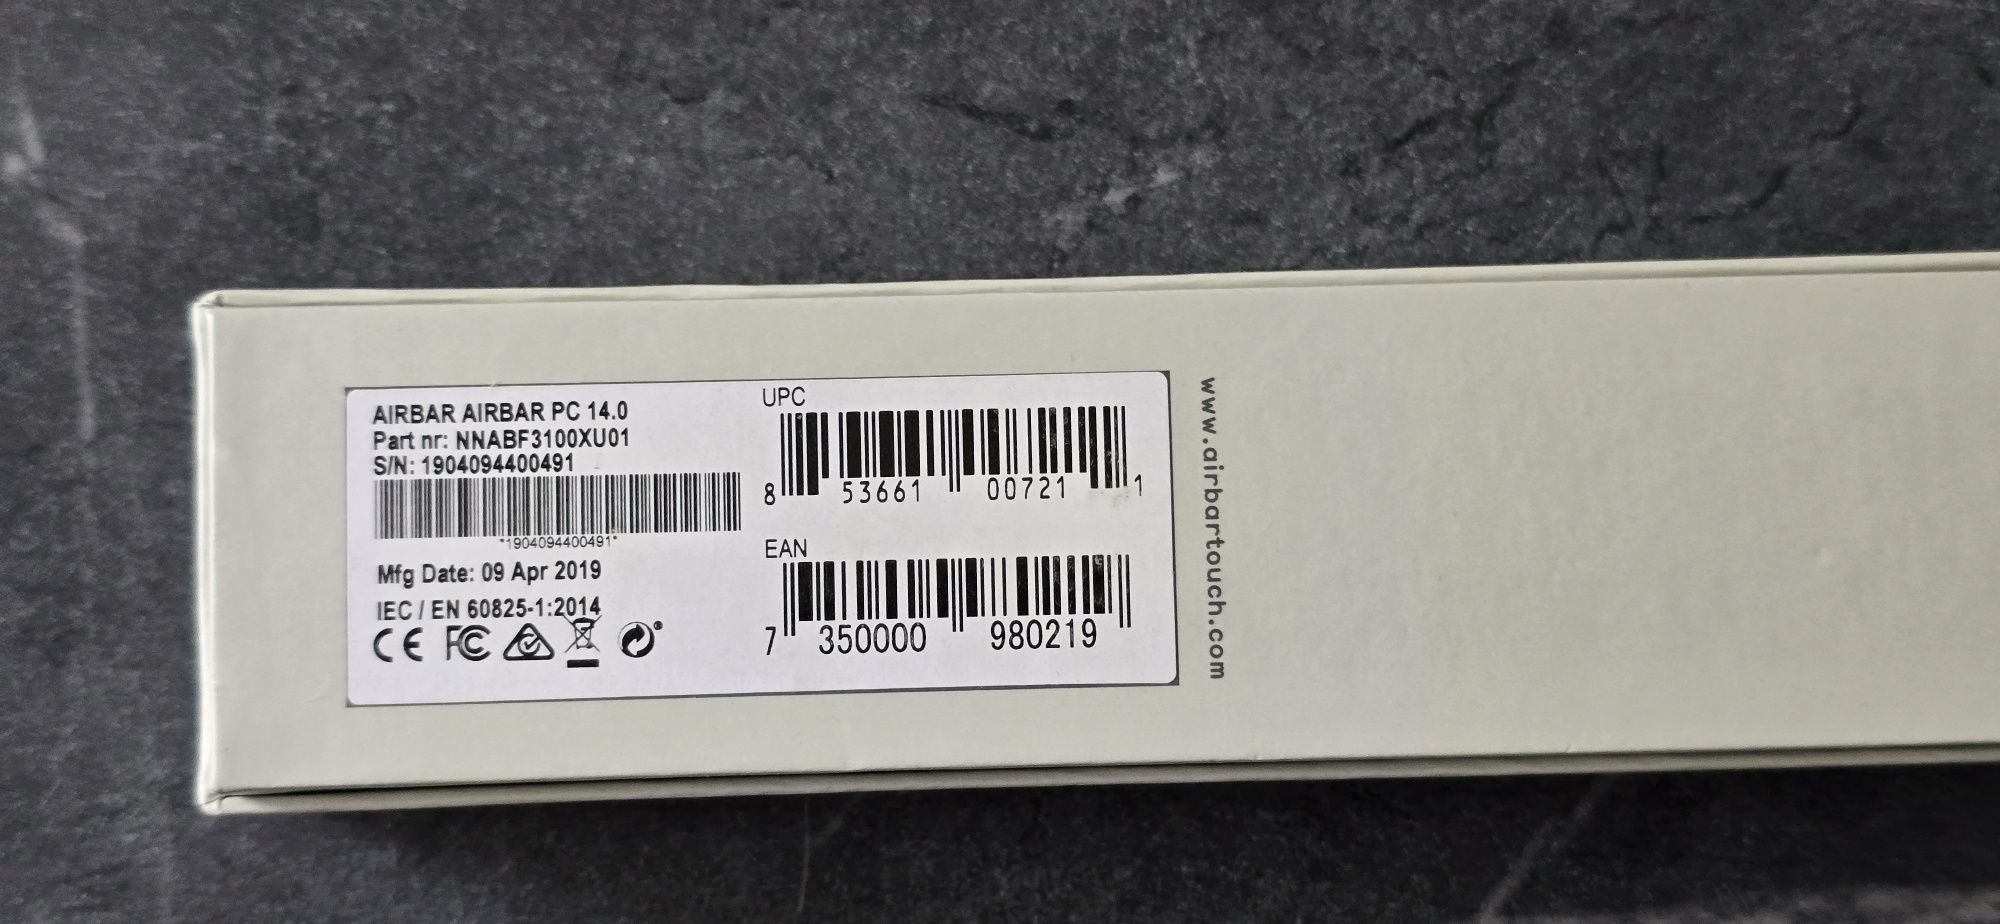 AIRBAR AIRBAR PC 14.0
Part nr: NNABF3100XU01
S/N: 1904094400491
*1904094400491*
Mfg Date: 09 Apr 2019
IEC / EN 60825-1:2014
CE FC
UPC
8 53661 00721 1
EAN
7 350000 980219
www.airbartouch.com